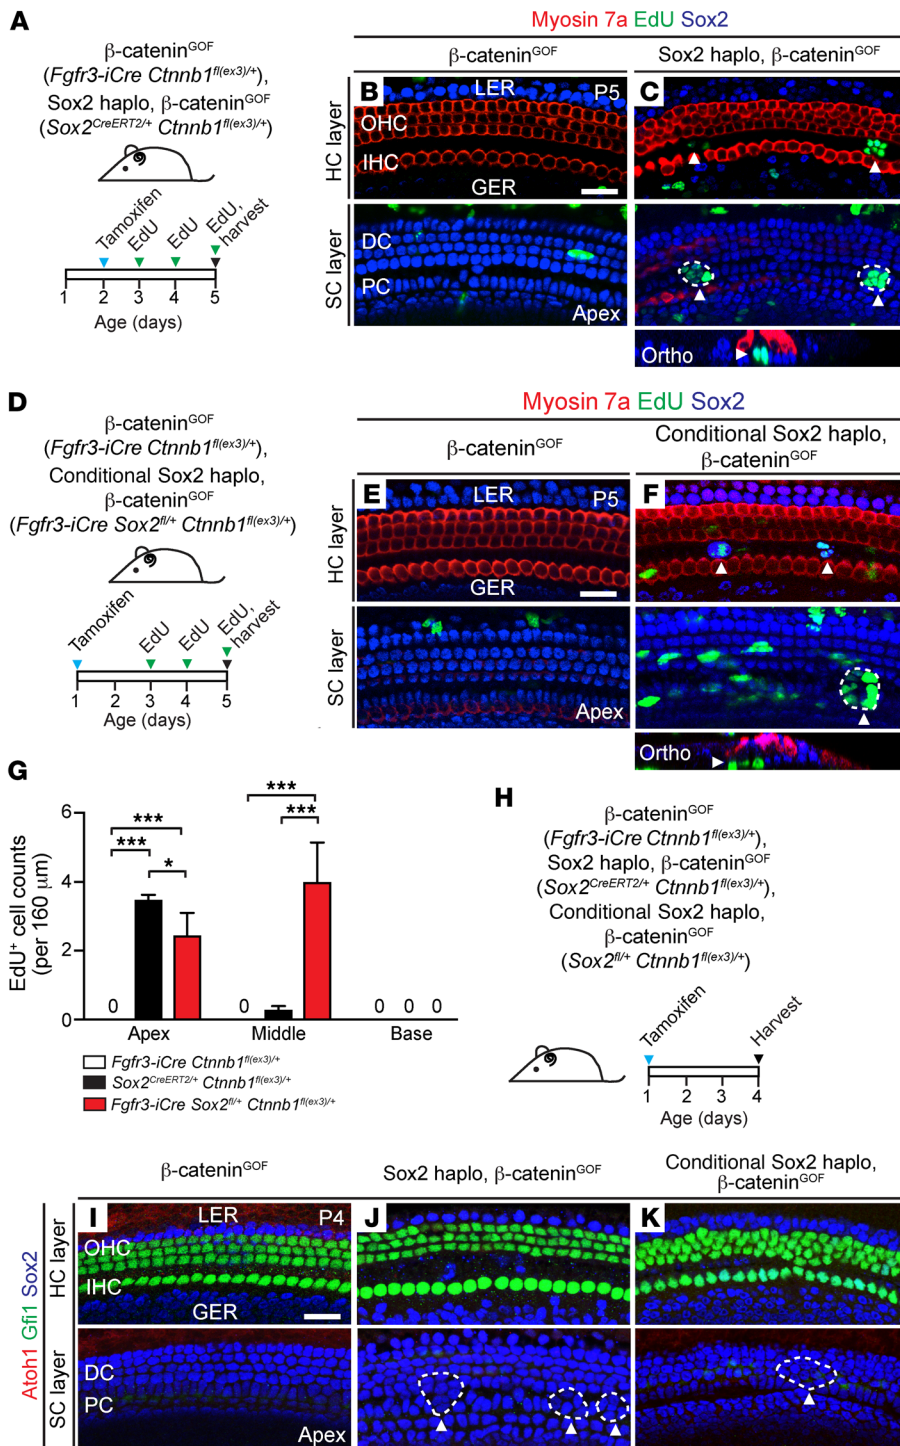 A
β-catenin^GOF
(Fgfr3-iCre Ctnnb1^fl(ex3)/+),
Sox2 haplo, β-catenin^GOF
(Sox2^CreERT2/+ Ctnnb1^fl(ex3)/+)
Tamoxifen
EdU
EdU
EdU,
harvest
1 2 3 4 5
Age (days)
Myosin 7a EdU Sox2
β-catenin^GOF
Sox2 haplo, β-catenin^GOF
HC layer
SC layer
B
LER
P5
OHC
IHC
GER
DC
PC
Apex
C
Ortho
D
β-catenin^GOF
(Fgfr3-iCre Ctnnb1^fl(ex3)/+),
Conditional Sox2 haplo,
β-catenin^GOF
(Fgfr3-iCre Sox2^fl/+ Ctnnb1^fl(ex3)/+)
Tamoxifen
EdU
EdU
EdU,
harvest
1 2 3 4 5
Age (days)
Myosin 7a EdU Sox2
β-catenin^GOF
Conditional Sox2 haplo,
β-catenin^GOF
HC layer
SC layer
E
LER
P5
GER
Apex
F
Ortho
G
EdU⁺ cell counts
(per 160 μm)
6
4
2
0
***
***
*
***
***
0
0
0 0 0
Apex
Middle
Base
Fgfr3-iCre Ctnnb1^fl(ex3)/+
Sox2^CreERT2/+ Ctnnb1^fl(ex3)/+
Fgfr3-iCre Sox2^fl/+ Ctnnb1^fl(ex3)/+
H
β-catenin^GOF
(Fgfr3-iCre Ctnnb1^fl(ex3)/+),
Sox2 haplo, β-catenin^GOF
(Sox2^CreERT2/+ Ctnnb1^fl(ex3)/+),
Conditional Sox2 haplo,
β-catenin^GOF
(Sox2^fl/+ Ctnnb1^fl(ex3)/+)
Tamoxifen
Harvest
1 2 3 4
Age (days)
β-catenin^GOF
Sox2 haplo, β-catenin^GOF
Conditional Sox2 haplo,
β-catenin^GOF
Atoh1 Gfi1 Sox2
HC layer
SC layer
I
LER
P4
OHC
IHC
GER
DC
PC
Apex
J
K